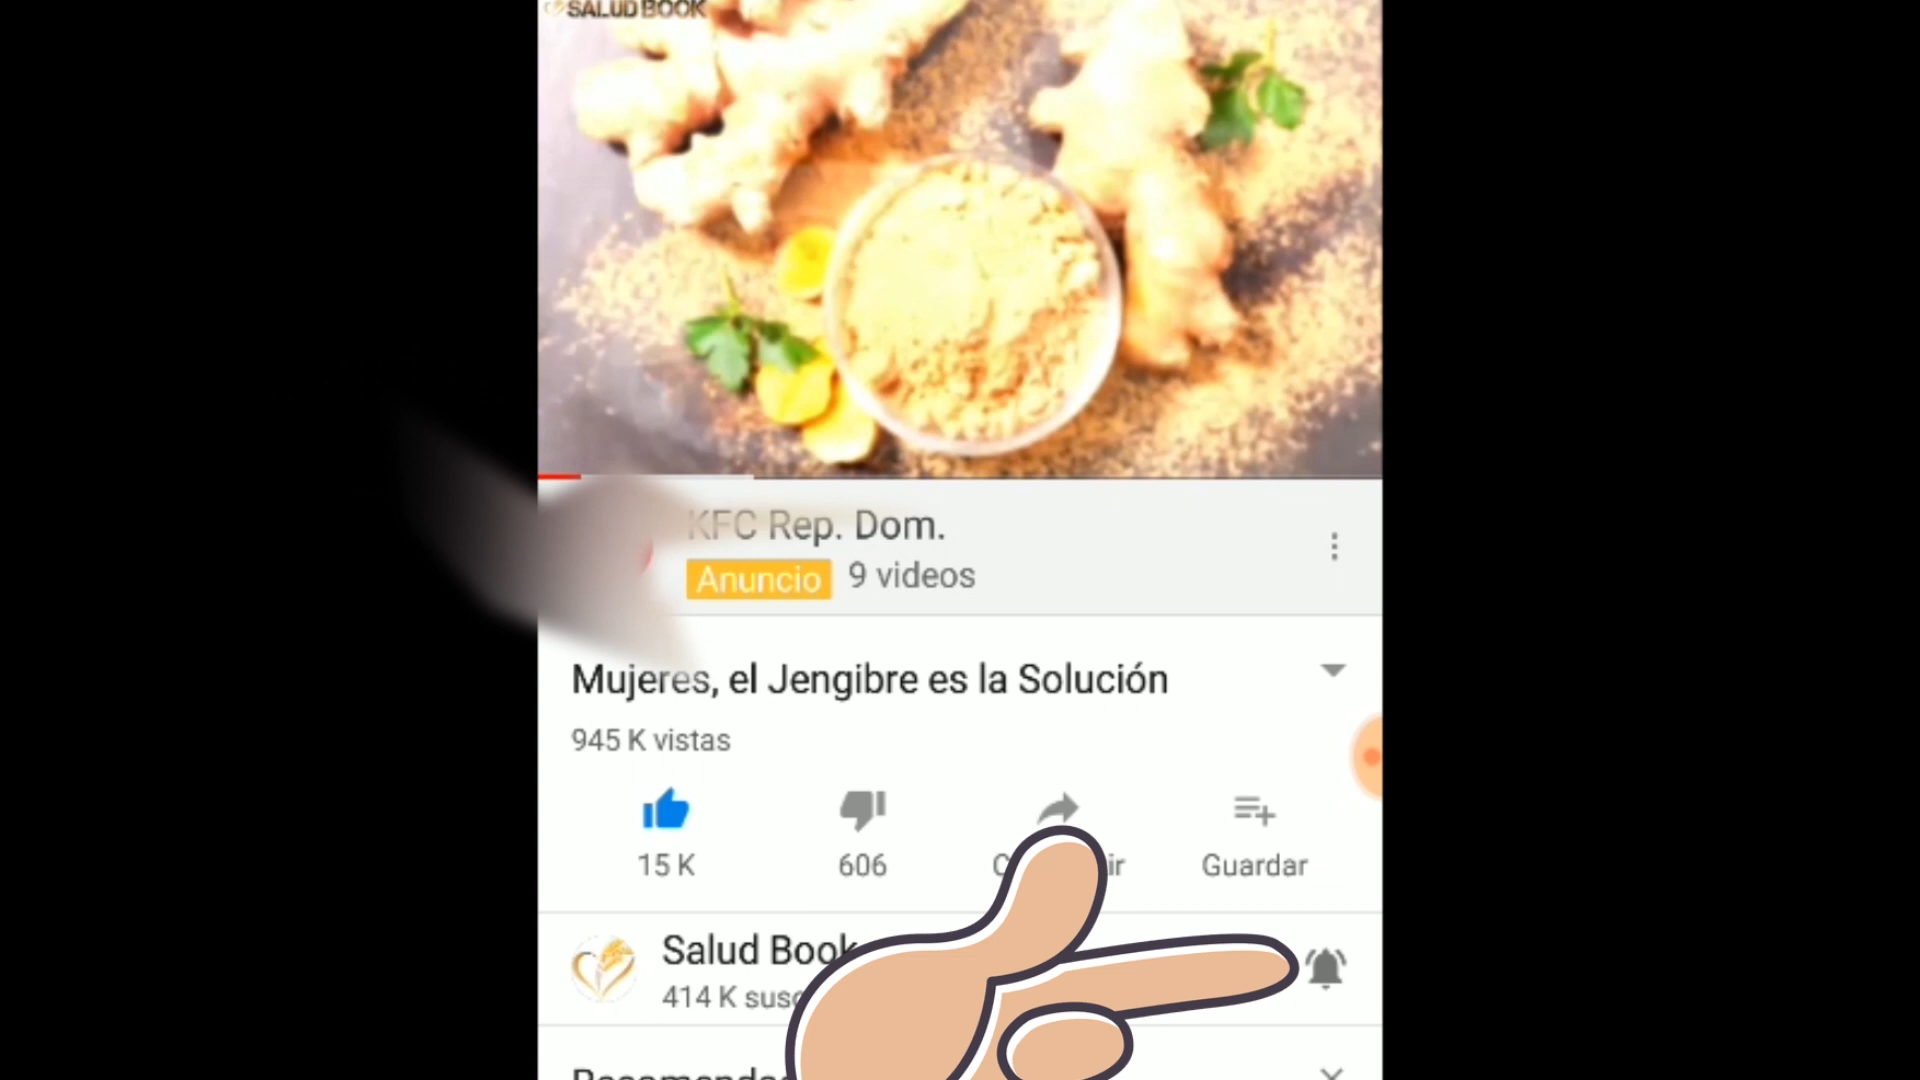 SALUD BOOK
KFC Rep. Dom.
Anuncio 9 videos
Mujeres, el Jengibre es la Solución
945 K vistas
15 K 606 Guardar
Salud Book
414 K